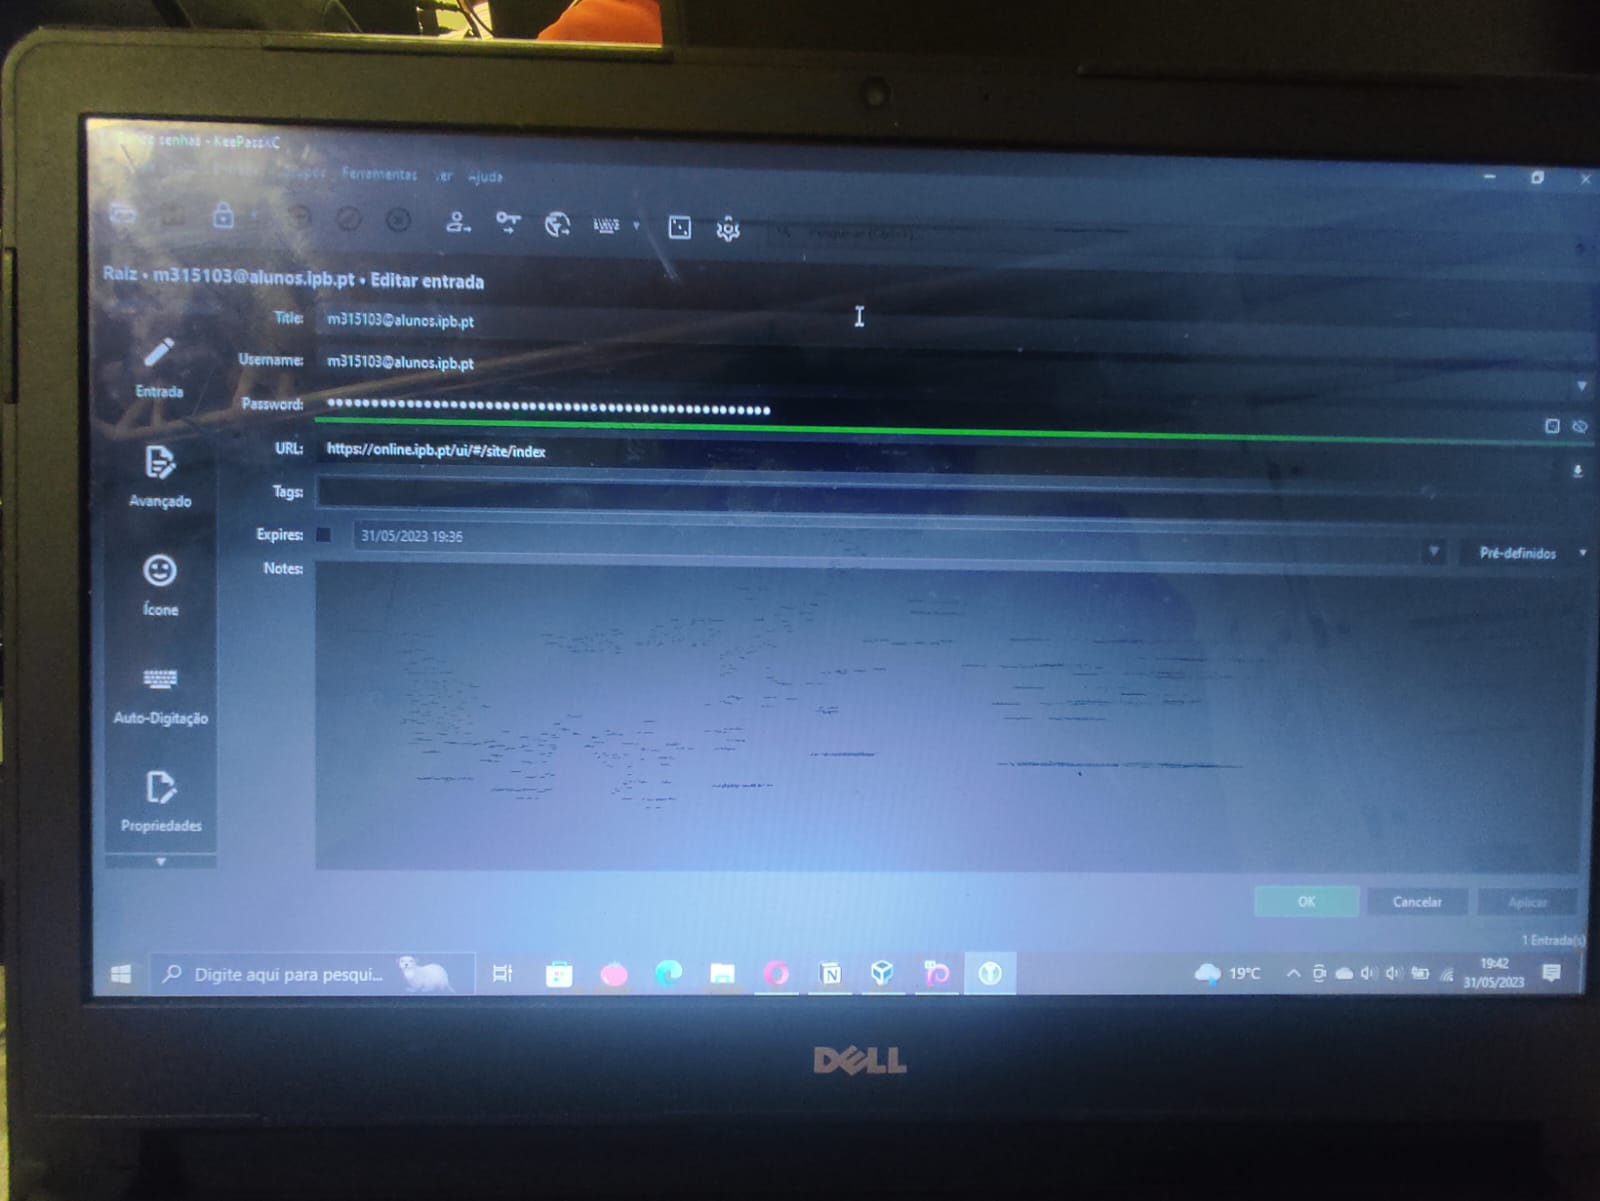 senhas - KeePassXC
Ferramentas Ver Ajuda
Raiz • m315103@alunos.ipb.pt • Editar entrada
Title: m315103@alunos.ipb.pt
Entrada
Username: m315103@alunos.ipb.pt
Password: ●●●●●●●●●●●●●●●●●●●●●●●●●●●●●●●●●●●●●●●●●●●●●●●●●●
URL: https://online.ipb.pt/ui/#/site/index
Avançado
Tags:
Expires: 31/05/2023 19:36 Pré-definidos
Notes:
Ícone
Auto-Digitação
Propriedades
OK Cancelar Aplicar
1 Entrada(s)
Digite aqui para pesqui... 19°C 19:42
31/05/2023
DELL